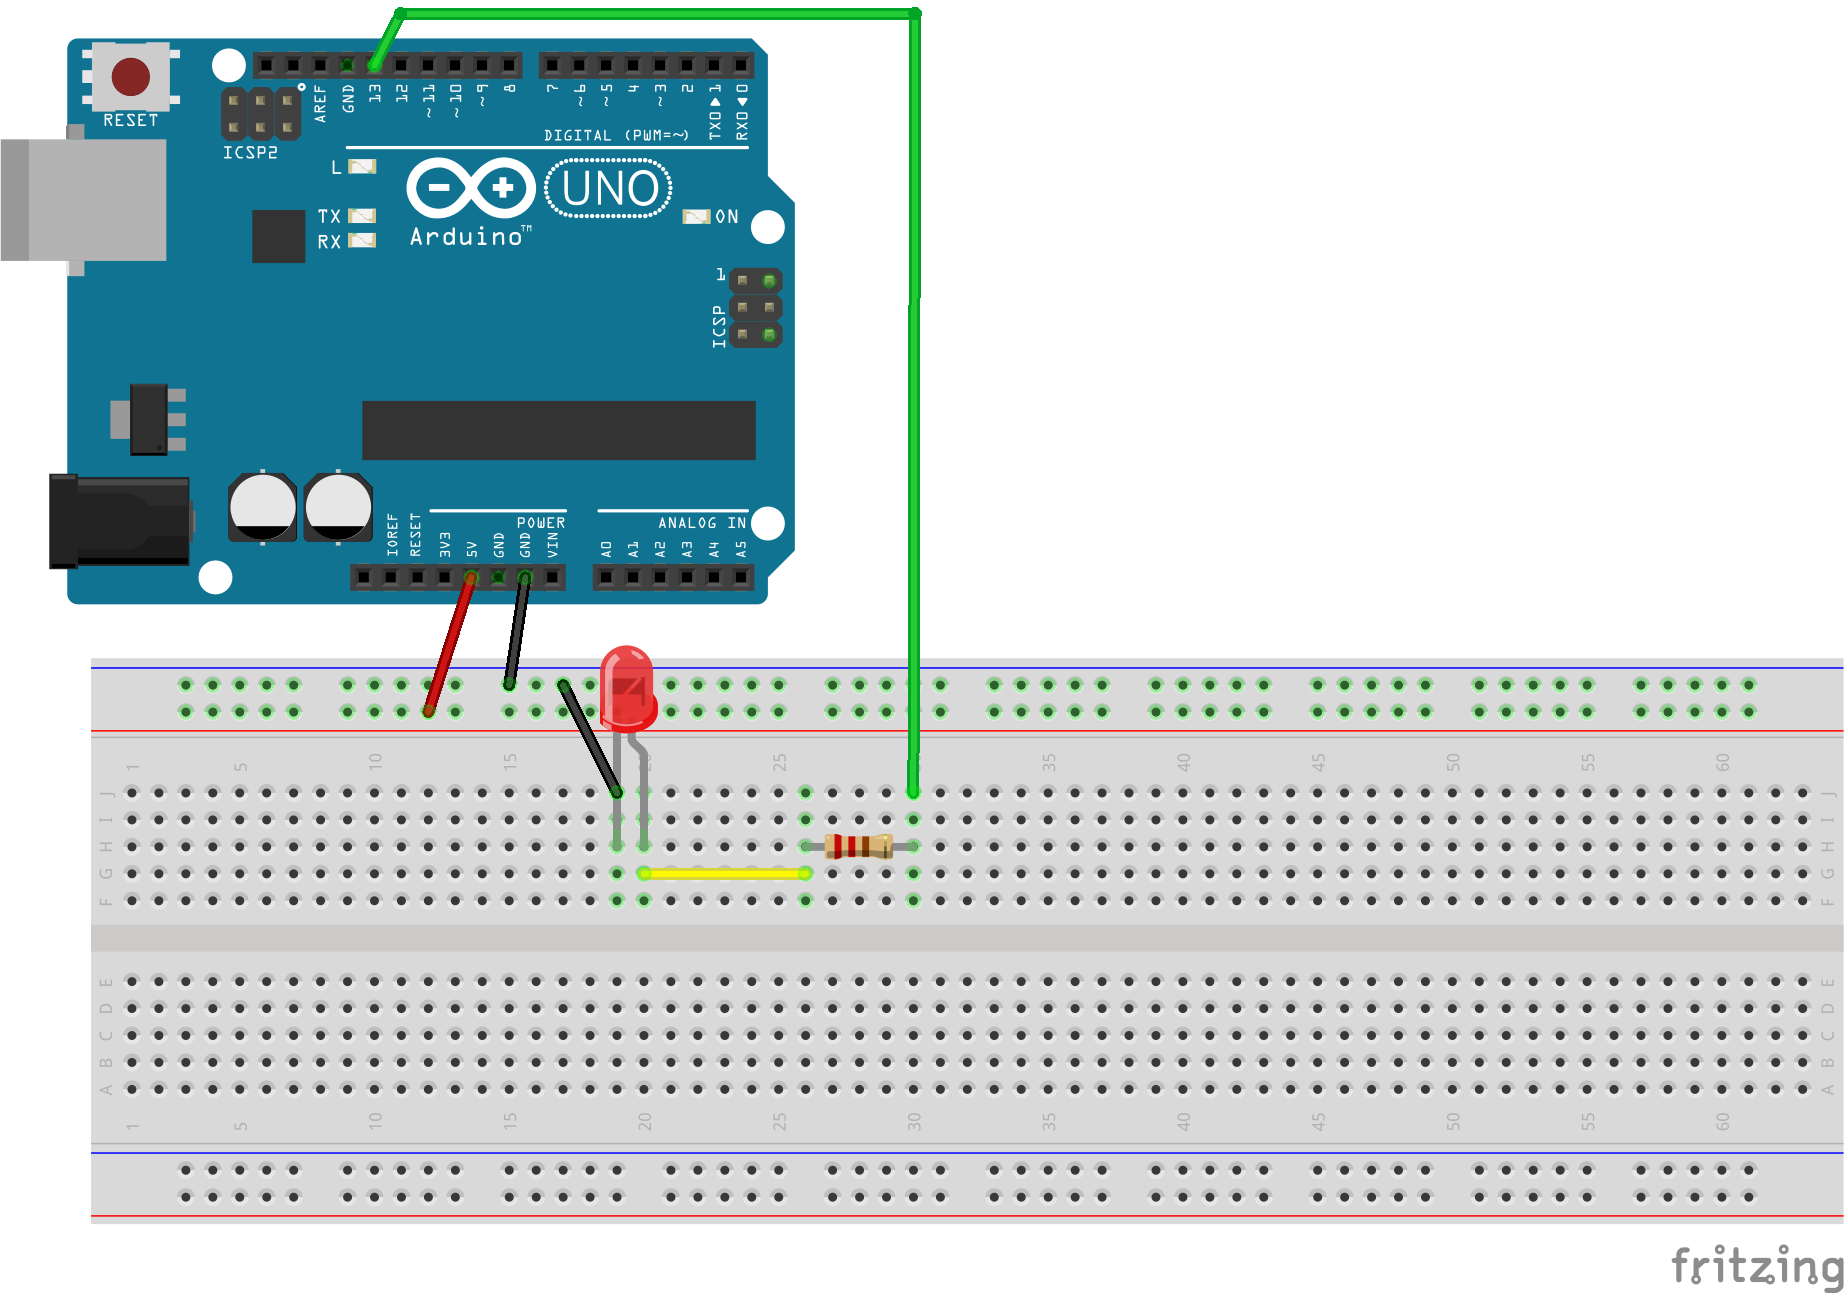 RESET
ICSP2
AREF
GND
13
12
~11
~10
~9
8
7
~6
~5
4
~3
2
TX0▶1
RX0◀0
DIGITAL (PWM=~)
L
TX
RX
UNO
Arduino™
ON
1
ICSP
IOREF
RESET
3V3
5V
GND
GND
VIN
POWER
A0
A1
A2
A3
A4
A5
ANALOG IN
1 5 10 15 20 25 35 40 45 50 55 60
J J
I I
H H
G G
F F
E E
D D
C C
B B
A A
1 5 10 15 20 25 30 35 40 45 50 55 60
fritzing